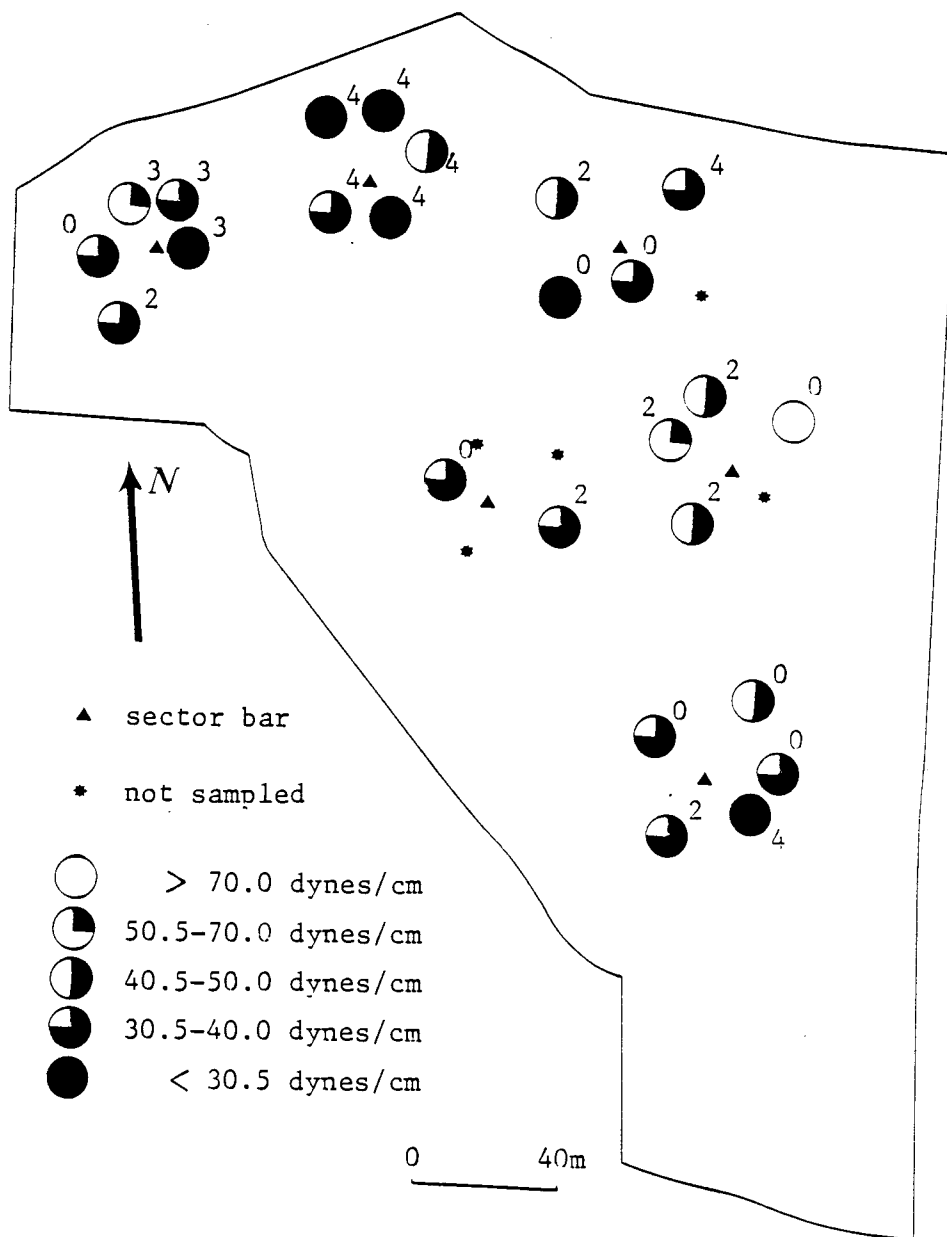 4 4
4
3 3
4 4
2 4
0
3
0 0
2
2 0
2
0
2 2
N
0
0
0
2
4
sector bar
not sampled
> 70.0 dynes/cm
50.5-70.0 dynes/cm
40.5-50.0 dynes/cm
30.5-40.0 dynes/cm
< 30.5 dynes/cm
0 40m